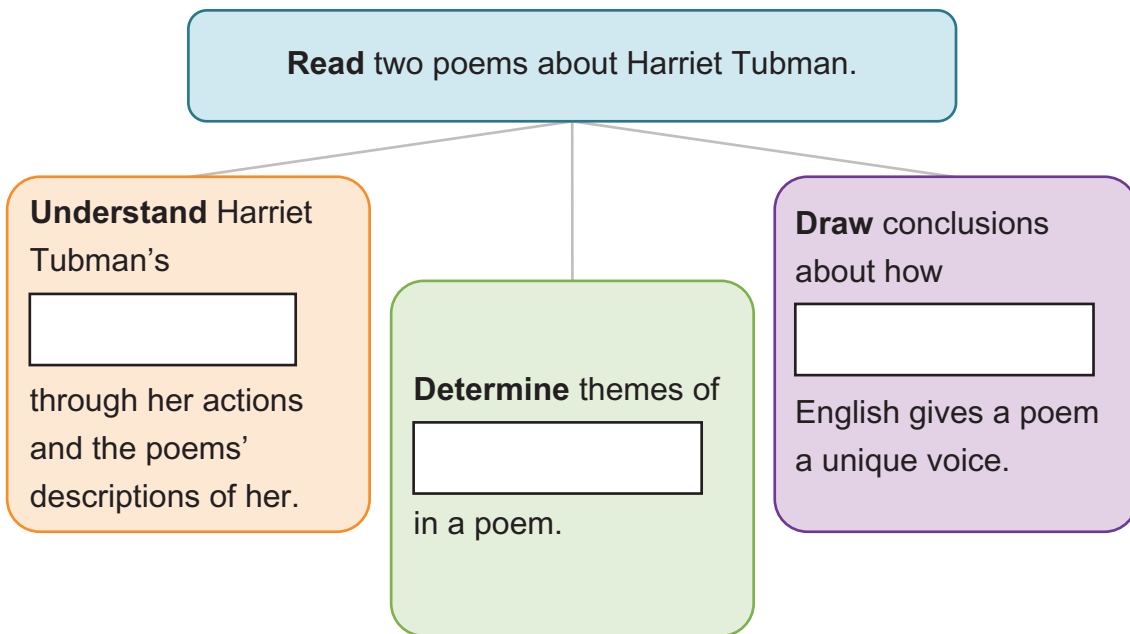 Read two poems about Harriet Tubman.
Understand Harriet
Tubman’s
through her actions
and the poems’
descriptions of her.
Determine themes of
in a poem.
Draw conclusions
about how
English gives a poem
a unique voice.